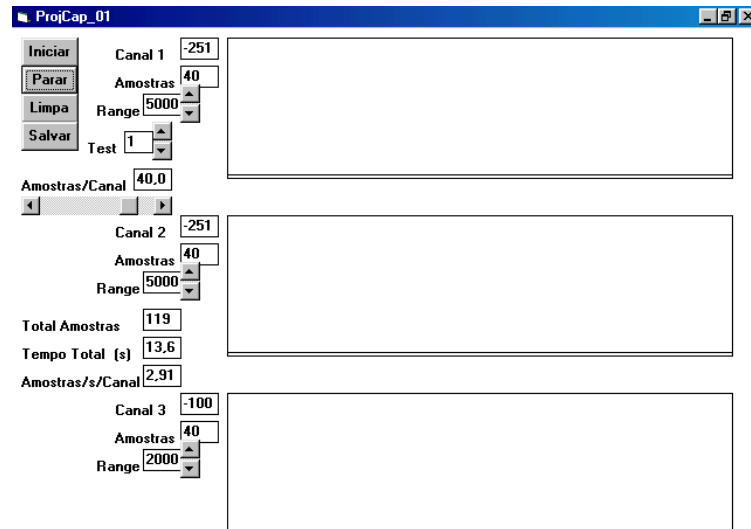 ProjCap_01
Iniciar
Parar
Limpa
Salvar
Canal 1 -251
Amostras 40
Range 5000
Test 1
Amostras/Canal 40,0
Canal 2 -251
Amostras 40
Range 5000
Total Amostras 119
Tempo Total (s) 13,6
Amostras/s/Canal 2,91
Canal 3 -100
Amostras 40
Range 2000